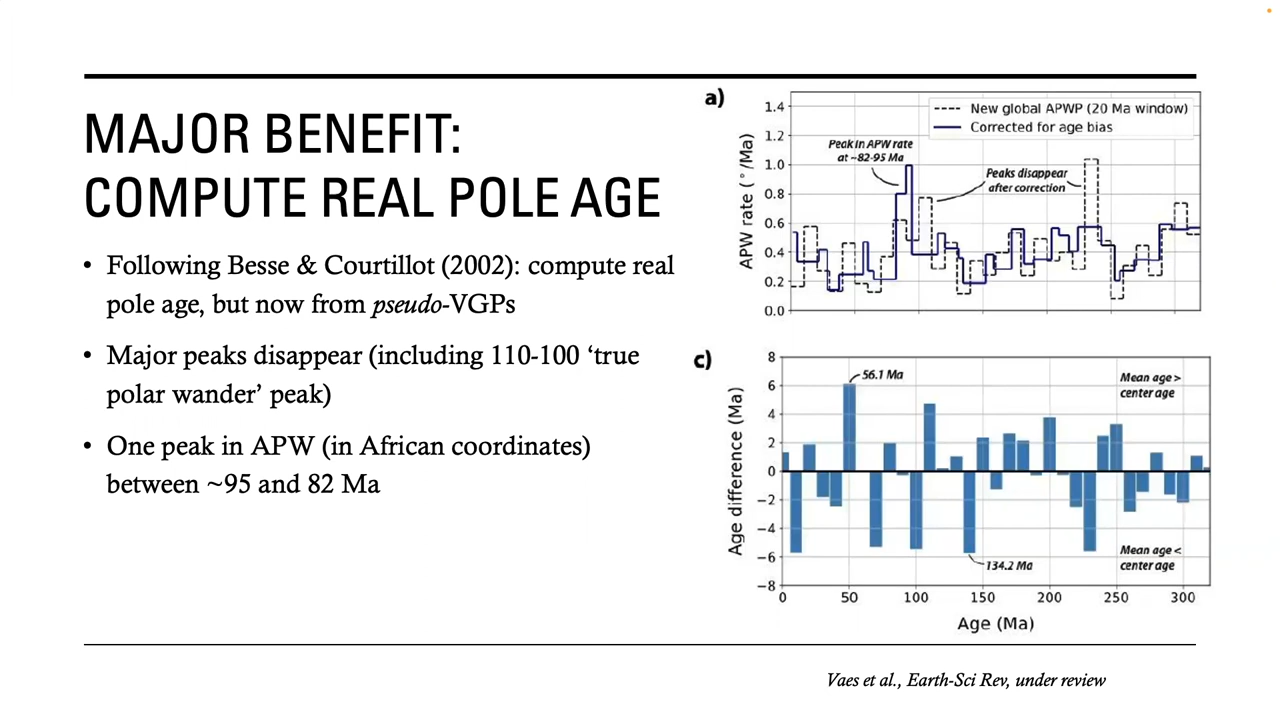 MAJOR BENEFIT:
COMPUTE REAL POLE AGE
• Following Besse & Courtillot (2002): compute real
pole age, but now from pseudo-VGPs
• Major peaks disappear (including 110-100 ‘true
polar wander’ peak)
• One peak in APW (in African coordinates)
between ~95 and 82 Ma
a)
New global APWP (20 Ma window)
Corrected for age bias
Peak in APW rate
at ~82-95 Ma
Peaks disappear
after correction
APW rate (°/Ma)
1.4
1.2
1.0
0.8
0.6
0.4
0.2
0.0
c)
56.1 Ma
Mean age >
center age
Age difference (Ma)
8
6
4
2
0
−2
−4
−6
−8
134.2 Ma
Mean age <
center age
0 50 100 150 200 250 300
Age (Ma)
Vaes et al., Earth-Sci Rev, under review